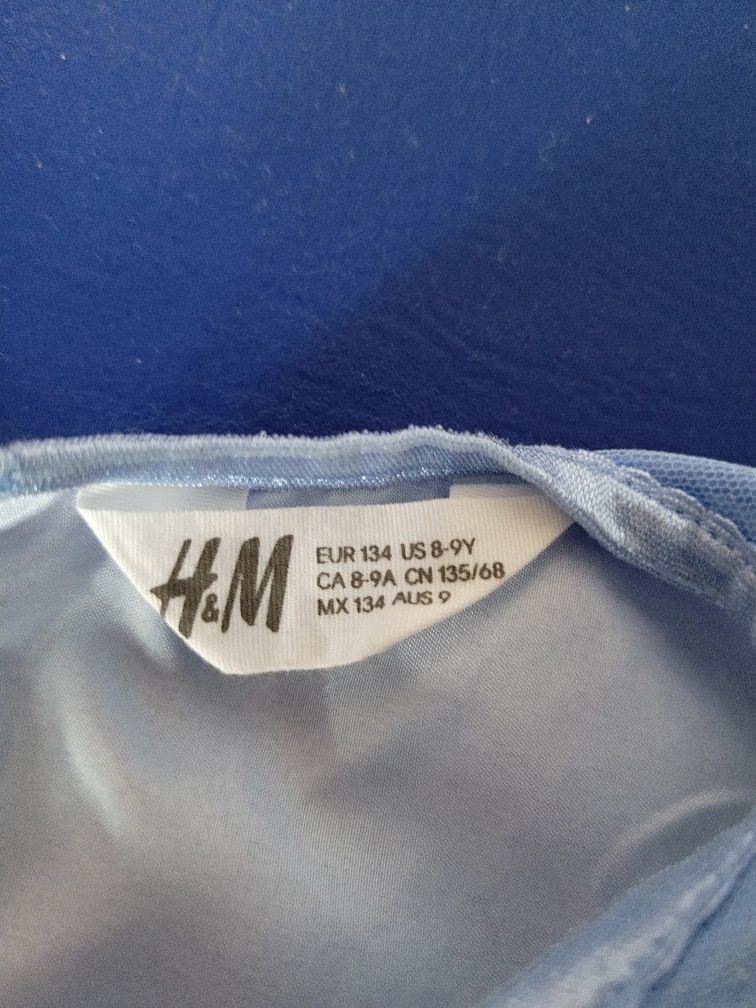 H&M
EUR 134 US 8-9Y
CA 8-9A CN 135/68
MX 134 AUS 9